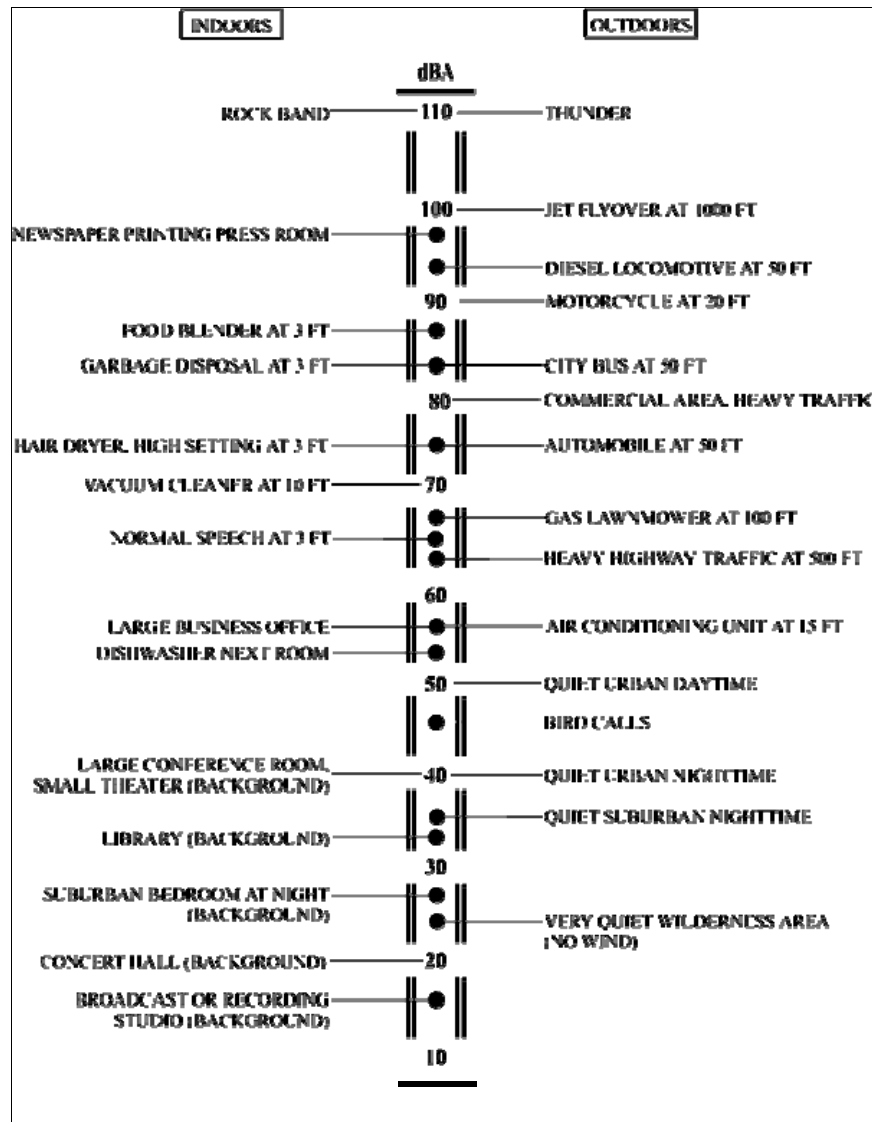 INDOORS OUTDOORS
dBA
ROCK BAND 110 THUNDER
100 JET FLYOVER AT 1000 FT
NEWSPAPER PRINTING PRESS ROOM
DIESEL LOCOMOTIVE AT 50 FT
90 MOTORCYCLE AT 20 FT
FOOD BLENDER AT 3 FT
GARBAGE DISPOSAL AT 3 FT CITY BUS AT 50 FT
80 COMMERCIAL AREA, HEAVY TRAFFIC
HAIR DRYER, HIGH SETTING AT 3 FT AUTOMOBILE AT 50 FT
VACUUM CLEANER AT 10 FT 70
GAS LAWNMOWER AT 100 FT
NORMAL SPEECH AT 3 FT
HEAVY HIGHWAY TRAFFIC AT 500 FT
60
LARGE BUSINESS OFFICE AIR CONDITIONING UNIT AT 15 FT
DISHWASHER NEXT ROOM
50 QUIET URBAN DAYTIME
BIRD CALLS
LARGE CONFERENCE ROOM,
SMALL THEATER (BACKGROUND) 40 QUIET URBAN NIGHTTIME
QUIET SUBURBAN NIGHTTIME
LIBRARY (BACKGROUND)
30
SUBURBAN BEDROOM AT NIGHT
(BACKGROUND)
VERY QUIET WILDERNESS AREA
(NO WIND)
CONCERT HALL (BACKGROUND) 20
BROADCAST OR RECORDING
STUDIO (BACKGROUND)
10